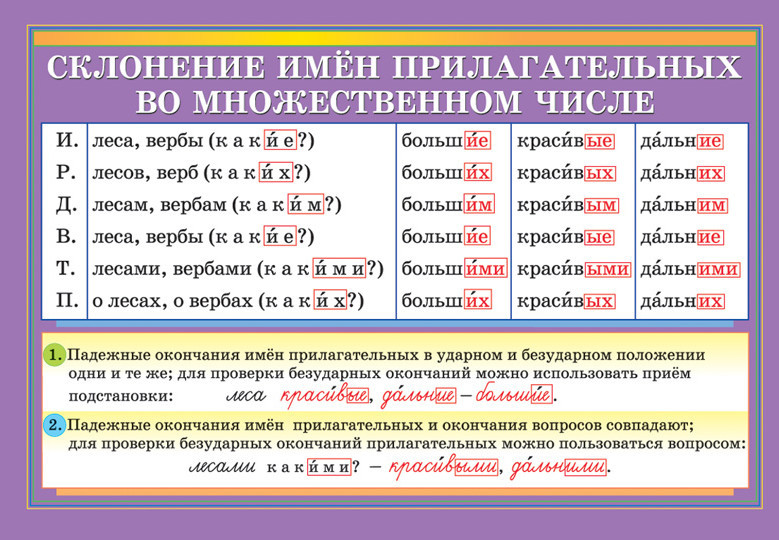 СКЛОНЕНИЕ ИМЁН ПРИЛАГАТЕЛЬНЫХ
ВО МНОЖЕСТВЕННОМ ЧИСЛЕ
И. леса, вербы (к а к и́ е?) больши́е краси́вые да́льние
Р. лесов, верб (к а к и́ х?) больши́х краси́вых да́льних
Д. лесам, вербам (к а к и́ м?) больши́м краси́вым да́льним
В. леса, вербы (к а к и́ е?) больши́е краси́вые да́льние
Т. лесами, вербами (к а к и́ м и?) больши́ми краси́выми да́льними
П. о лесах, о вербах (к а к и́ х?) больши́х краси́вых да́льних
1. Падежные окончания имён прилагательных в ударном и безударном положении
одни и те же; для проверки безударных окончаний можно использовать приём
подстановки: леса краси́вые, да́льние – больши́е.
2. Падежные окончания имён прилагательных и окончания вопросов совпадают;
для проверки безударных окончаний прилагательных можно пользоваться вопросом:
лесами к а к и́ м и? – краси́выми, да́льними.